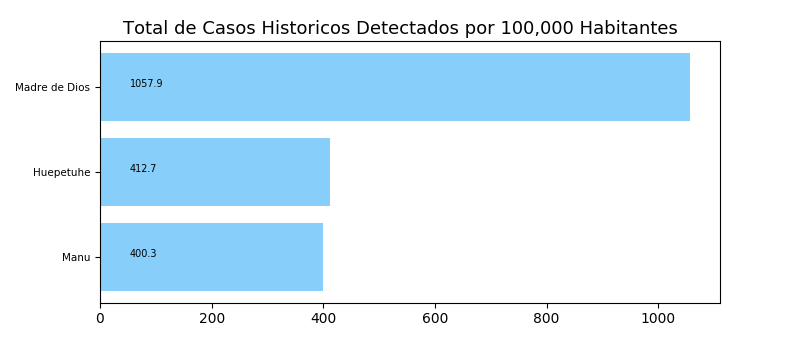 Total de Casos Historicos Detectados por 100,000 Habitantes
Madre de Dios
1057.9
Huepetuhe
412.7
Manu
400.3
0 200 400 600 800 1000